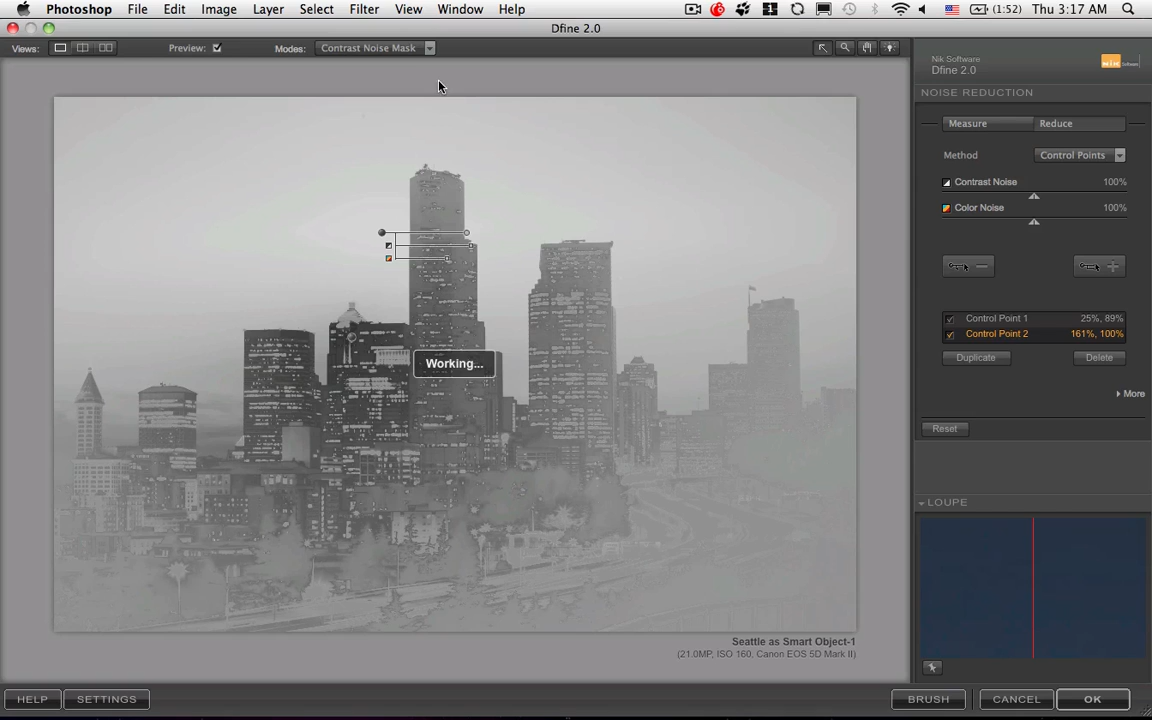 Photoshop File Edit Image Layer Select Filter View Window Help (1:52) Thu 3:17 AM
Dfine 2.0
Views: Preview: Modes: Contrast Noise Mask
Nik Software
Dfine 2.0
Nik Software
NOISE REDUCTION
Measure Reduce
Method Control Points
Contrast Noise 100%
Color Noise 100%
Control Point 1 25%, 89%
Control Point 2 161%, 100%
Duplicate Delete
More
Reset
Working...
LOUPE
Seattle as Smart Object-1
(21.0MP, ISO 160, Canon EOS 5D Mark II)
HELP SETTINGS BRUSH CANCEL OK